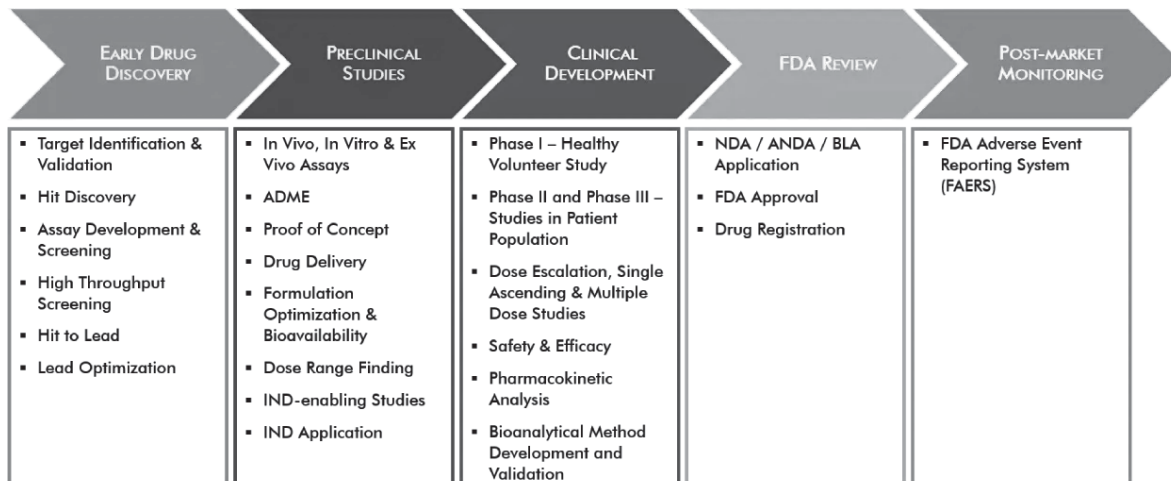 EARLY DRUG
DISCOVERY
PRECLINICAL
STUDIES
CLINICAL
DEVELOPMENT
FDA REVIEW
POST-MARKET
MONITORING
▪ Target Identification &
Validation
▪ Hit Discovery
▪ Assay Development &
Screening
▪ High Throughput
Screening
▪ Hit to Lead
▪ Lead Optimization
▪ In Vivo, In Vitro & Ex
Vivo Assays
▪ ADME
▪ Proof of Concept
▪ Drug Delivery
▪ Formulation
Optimization &
Bioavailability
▪ Dose Range Finding
▪ IND-enabling Studies
▪ IND Application
▪ Phase I – Healthy
Volunteer Study
▪ Phase II and Phase III –
Studies in Patient
Population
▪ Dose Escalation, Single
Ascending & Multiple
Dose Studies
▪ Safety & Efficacy
▪ Pharmacokinetic
Analysis
▪ Bioanalytical Method
Development and
Validation
▪ NDA / ANDA / BLA
Application
▪ FDA Approval
▪ Drug Registration
▪ FDA Adverse Event
Reporting System
(FAERS)